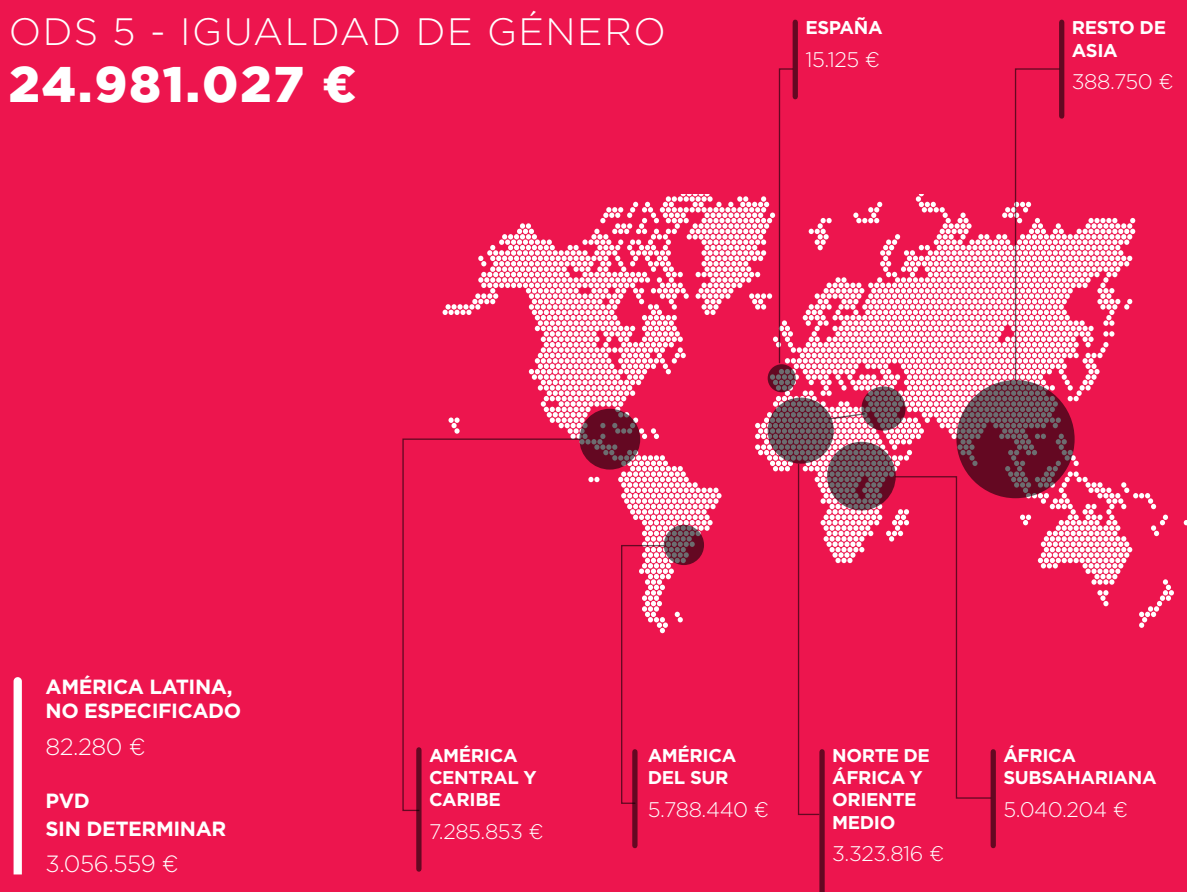 ODS 5 - IGUALDAD DE GÉNERO
24.981.027 €
ESPAÑA
15.125 €
RESTO DE
ASIA
388.750 €
AMÉRICA LATINA,
NO ESPECIFICADO
82.280 €
PVD
SIN DETERMINAR
3.056.559 €
AMÉRICA
CENTRAL Y
CARIBE
7.285.853 €
AMÉRICA
DEL SUR
5.788.440 €
NORTE DE
ÁFRICA Y
ORIENTE
MEDIO
3.323.816 €
ÁFRICA
SUBSAHARIANA
5.040.204 €